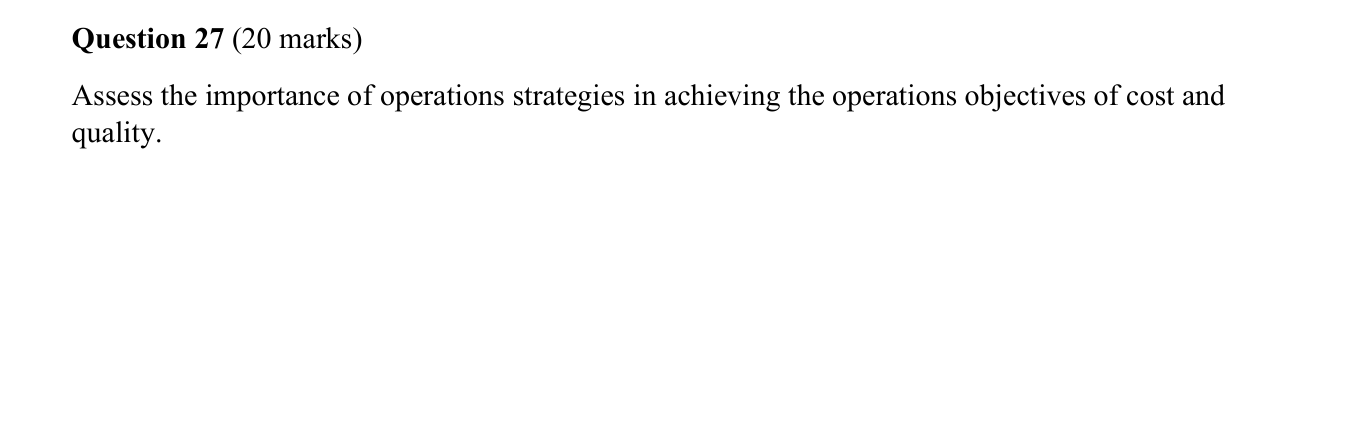 Question 27 (20 marks)
Assess the importance of operations strategies in achieving the operations objectives of cost and
quality.